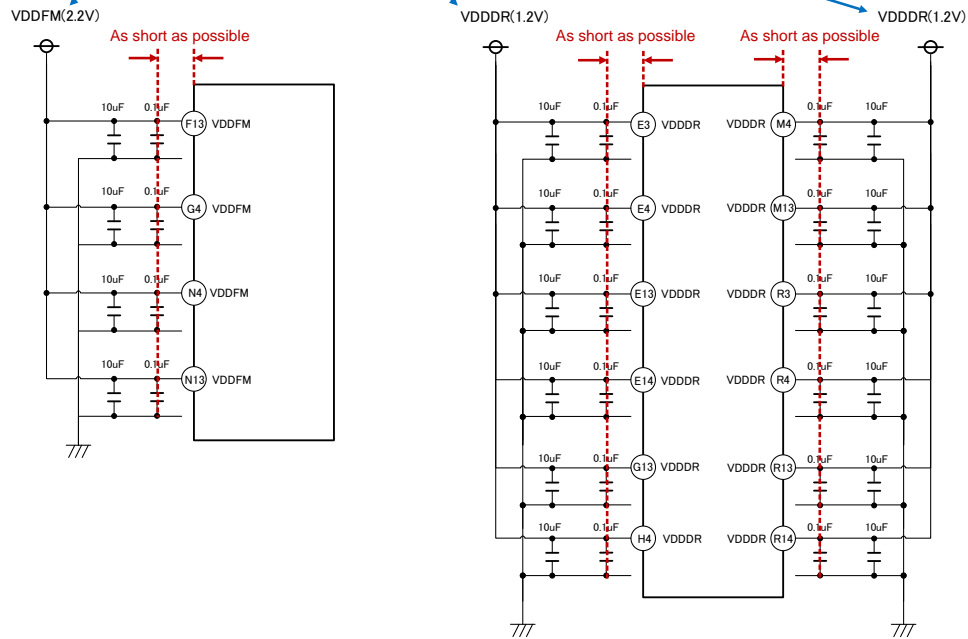 VDDFM(2.2V)
As short as possible
10uF 0.1uF F13 VDDFM
10uF 0.1uF G4 VDDFM
10uF 0.1uF N4 VDDFM
10uF 0.1uF N13 VDDFM
VDDDR(1.2V) VDDDR(1.2V)
As short as possible As short as possible
10uF 0.1uF E3 VDDDR VDDDR M4 0.1uF 10uF
10uF 0.1uF E4 VDDDR VDDDR M13 0.1uF 10uF
10uF 0.1uF E13 VDDDR VDDDR R3 0.1uF 10uF
10uF 0.1uF E14 VDDDR VDDDR R4 0.1uF 10uF
10uF 0.1uF G13 VDDDR VDDDR R13 0.1uF 10uF
10uF 0.1uF H4 VDDDR VDDDR R14 0.1uF 10uF